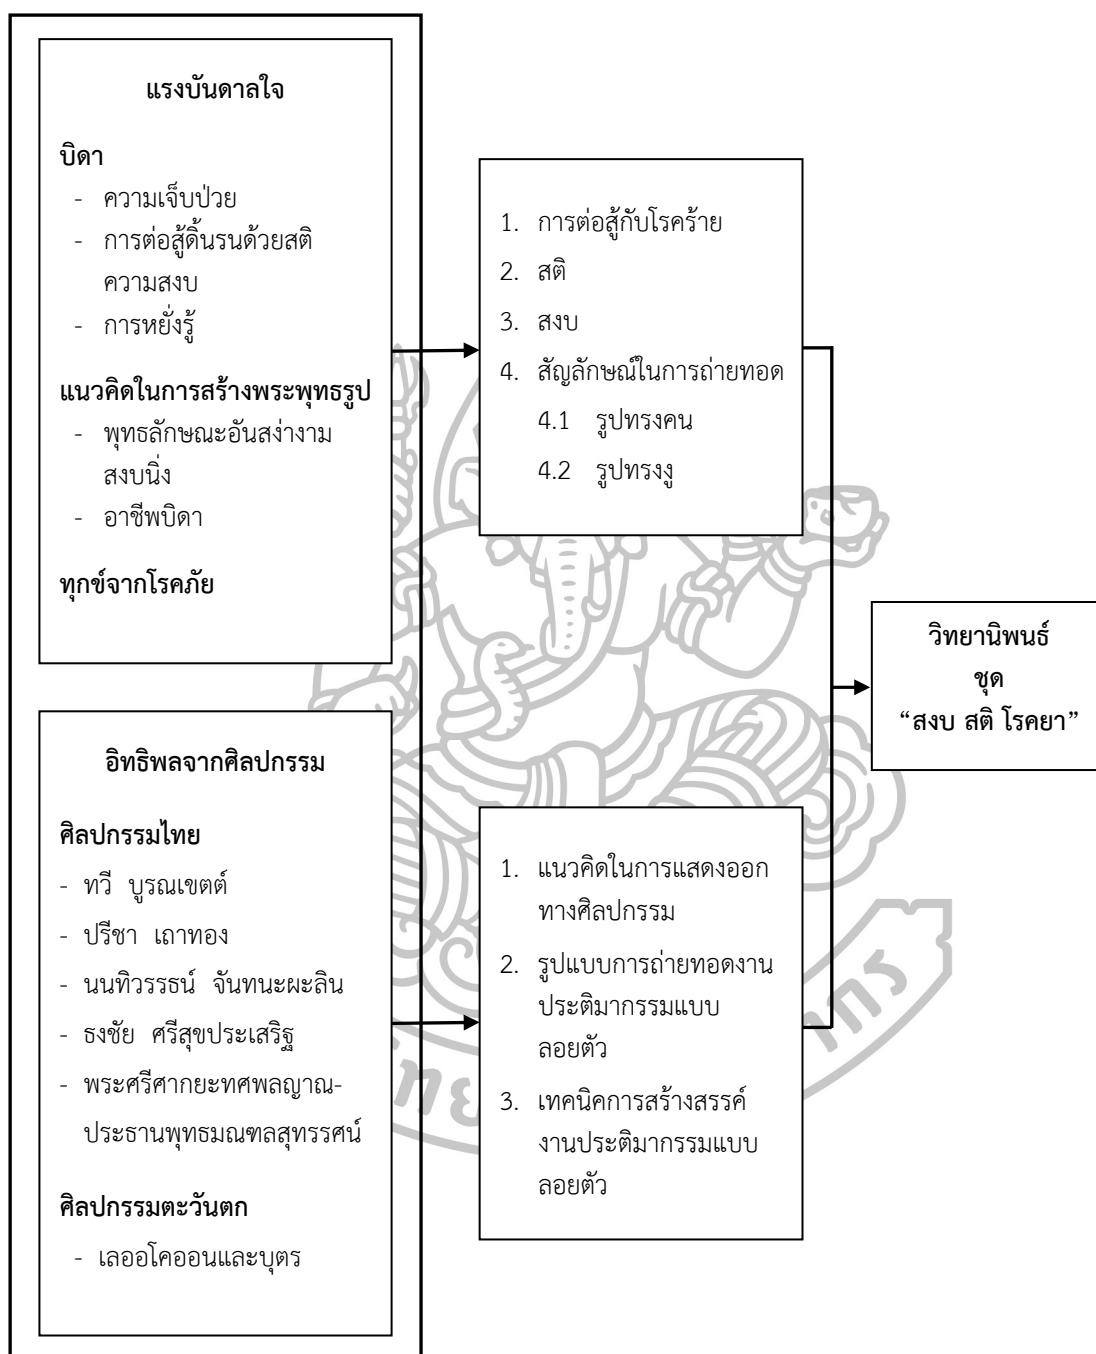 แรงบันดาลใจ
บิดา
- ความเจ็บป่วย
- การต่อสู้ดิ้นรนด้วยสติ
ความสงบ
- การหยั่งรู้
แนวคิดในการสร้างพระพุทธรูป
- พุทธลักษณะอันสง่างาม
สงบนิ่ง
- อาชีพบิดา
ทุกข์จากโรคภัย
1. การต่อสู้กับโรคร้าย
2. สติ
3. สงบ
4. สัญลักษณ์ในการถ่ายทอด
4.1 รูปทรงคน
4.2 รูปทรงงู
อิทธิพลจากศิลปกรรม
ศิลปกรรมไทย
- ทวี บูรณเขตต์
- ปรีชา เถาทอง
- นนทิวรรธน์ จันทนะผะลิน
- ธงชัย ศรีสุขประเสริฐ
- พระศรีศากยะทศพลญาณ-
ประธานพุทธมณฑลสุทรรศน์
ศิลปกรรมตะวันตก
- เลออโคออนและบุตร
1. แนวคิดในการแสดงออก
ทางศิลปกรรม
2. รูปแบบการถ่ายทอดงาน
ประติมากรรมแบบ
ลอยตัว
3. เทคนิคการสร้างสรรค์
งานประติมากรรมแบบ
ลอยตัว
วิทยานิพนธ์
ชุด
“สงบ สติ โรคยา”